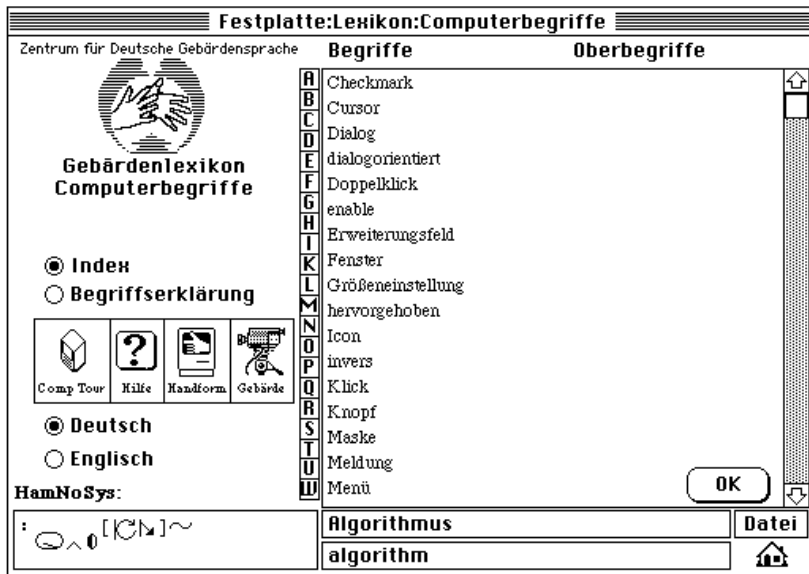 Festplatte:Lexikon:Computerbegriffe
Zentrum für Deutsche Gebärdensprache
Gebärdenlexikon
Computerbegriffe
Index
Begriffserklärung
Comp Tour
Hilfe
Handform
Gebärde
Deutsch
Englisch
HamNoSys:
Begriffe
Oberbegriffe
A
B
C
D
E
F
G
H
I
K
L
M
N
O
P
Q
R
S
T
U
W
Checkmark
Cursor
Dialog
dialogorientiert
Doppelklick
enable
Erweiterungsfeld
Fenster
Größeneinstellung
hervorgehoben
Icon
invers
Klick
Knopf
Maske
Meldung
Menü
OK
Algorithmus
Datei
algorithm